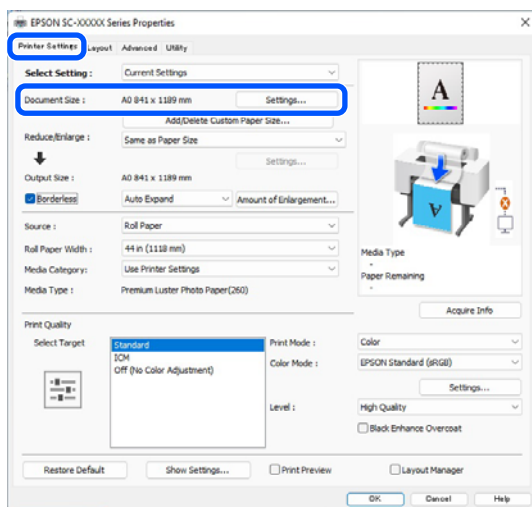 EPSON SC-XXXXX Series Properties
Printer Settings Layout Advanced Utility
Select Setting : Current Settings
Document Size : A0 841 x 1189 mm Settings...
Add/Delete Custom Paper Size...
Reduce/Enlarge : Same as Paper Size
Settings...
Output Size : A0 841 x 1189 mm
Borderless Auto Expand Amount of Enlargement...
Source : Roll Paper
Roll Paper Width : 44 in (1118 mm)
Media Category: Use Printer Settings
Media Type : Premium Luster Photo Paper(260)
A
A
Media Type
-
Paper Remaining
-
Acquire Info
Print Quality
Select Target
Standard
ICM
Off (No Color Adjustment)
Print Mode : Color
Color Mode : EPSON Standard (sRGB)
Settings...
Level : High Quality
Black Enhance Overcoat
Restore Default Show Settings... Print Preview Layout Manager
OK Cancel Help